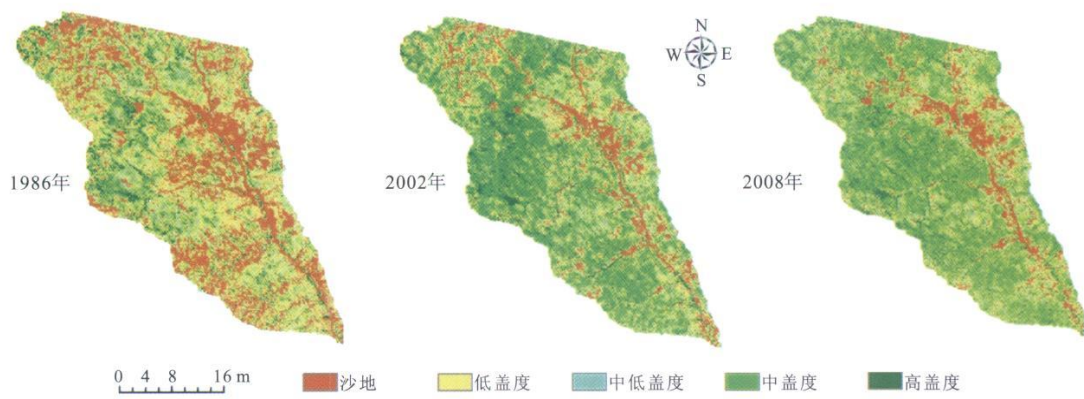 N
W E
S
1986年
2002年
2008年
0 4 8 16 m
沙地 低盖度 中低盖度 中盖度 高盖度